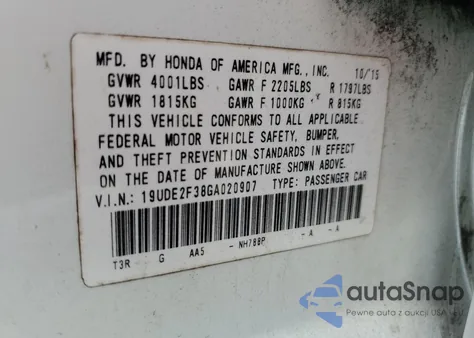 MFD. BY HONDA OF AMERICA MFG., INC. 10/15
GVWR 4001LBS GAWR F 2205LBS R 1797LBS
GVWR 1815KG GAWR F 1000KG R 815KG
THIS VEHICLE CONFORMS TO ALL APPLICABLE
FEDERAL MOTOR VEHICLE SAFETY, BUMPER,
AND THEFT PREVENTION STANDARDS IN EFFECT
ON THE DATE OF MANUFACTURE SHOWN ABOVE.
V.I.N.: 19UDE2F38GA020907 TYPE: PASSENGER CAR
T3R G AA5 - NH788P -A -A
autoSnap
Pewne auta z aukcji USA